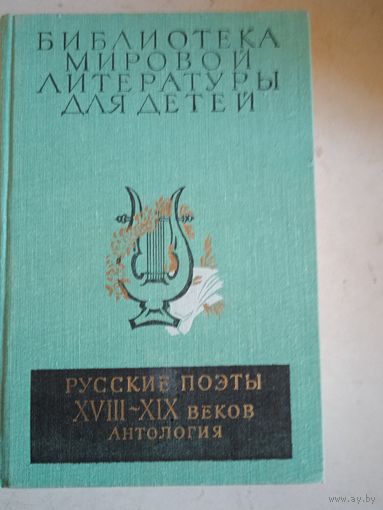 БИБЛИОТЕКА
МИРОВОЙ
ЛИТЕРАТУРЫ
ДЛЯ ДЕТЕЙ
РУССКИЕ ПОЭТЫ
XVIII~XIX ВЕКОВ
АНТОЛОГИЯ
www.ay.by